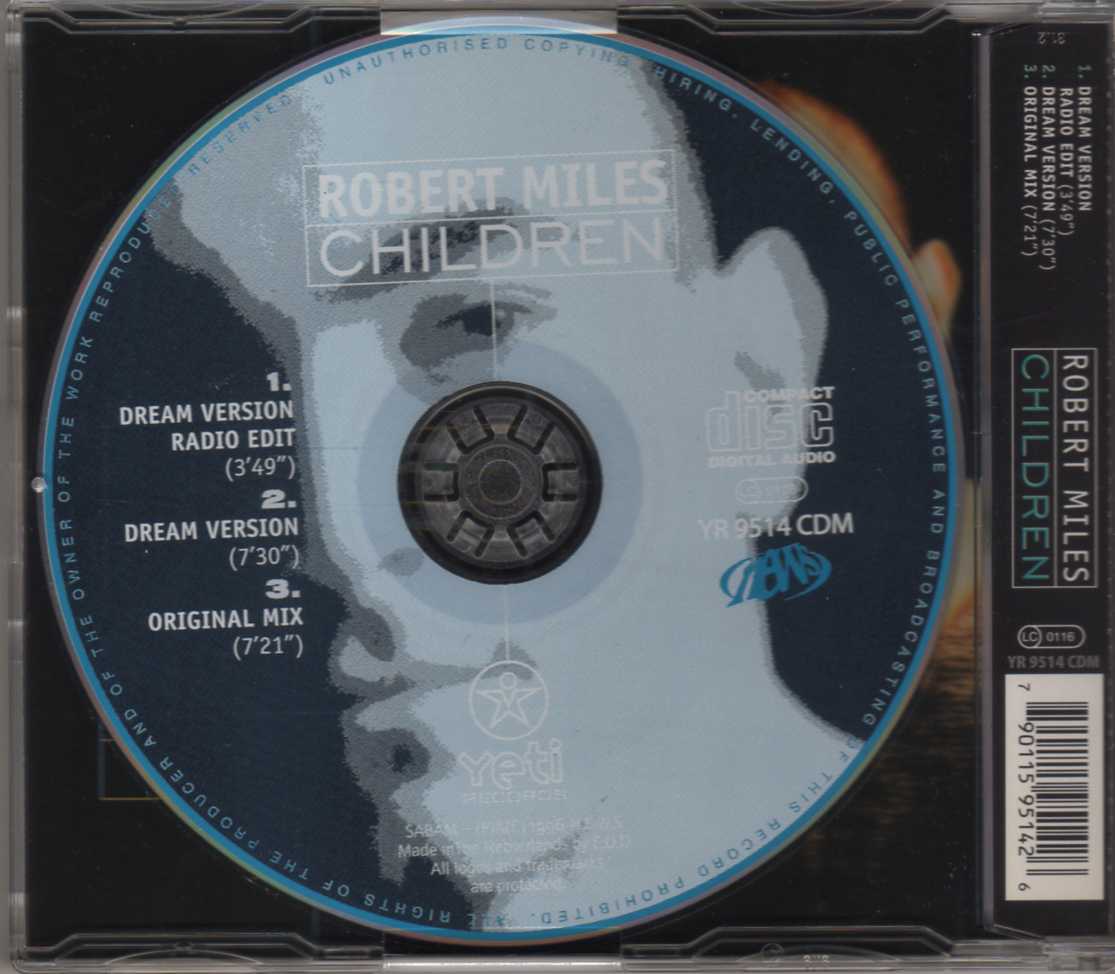 UNAUTHORISED COPYING, HIRING, LENDING, PUBLIC PERFORMANCE AND BROADCASTING OF THIS RECORD PROHIBITED. ALL RIGHTS OF THE PRODUCER AND OF THE OWNER OF THE WORK REPRODUCED RESERVED
ROBERT MILES
CHILDREN
1.
DREAM VERSION
RADIO EDIT
(3'49")
2.
DREAM VERSION
(7'30")
3.
ORIGINAL MIX
(7'21")
COMPACT
disc
DIGITAL AUDIO
YR 9514 CDM
news
yeti
Made in
All logos and trademarks
are protected.
1. DREAM VERSION
RADIO EDIT (3'49")
2. DREAM VERSION (7'30")
3. ORIGINAL MIX (7'21")
ROBERT MILES
CHILDREN
LC 0116
YR 9514 CDM
7 90115 95142 6